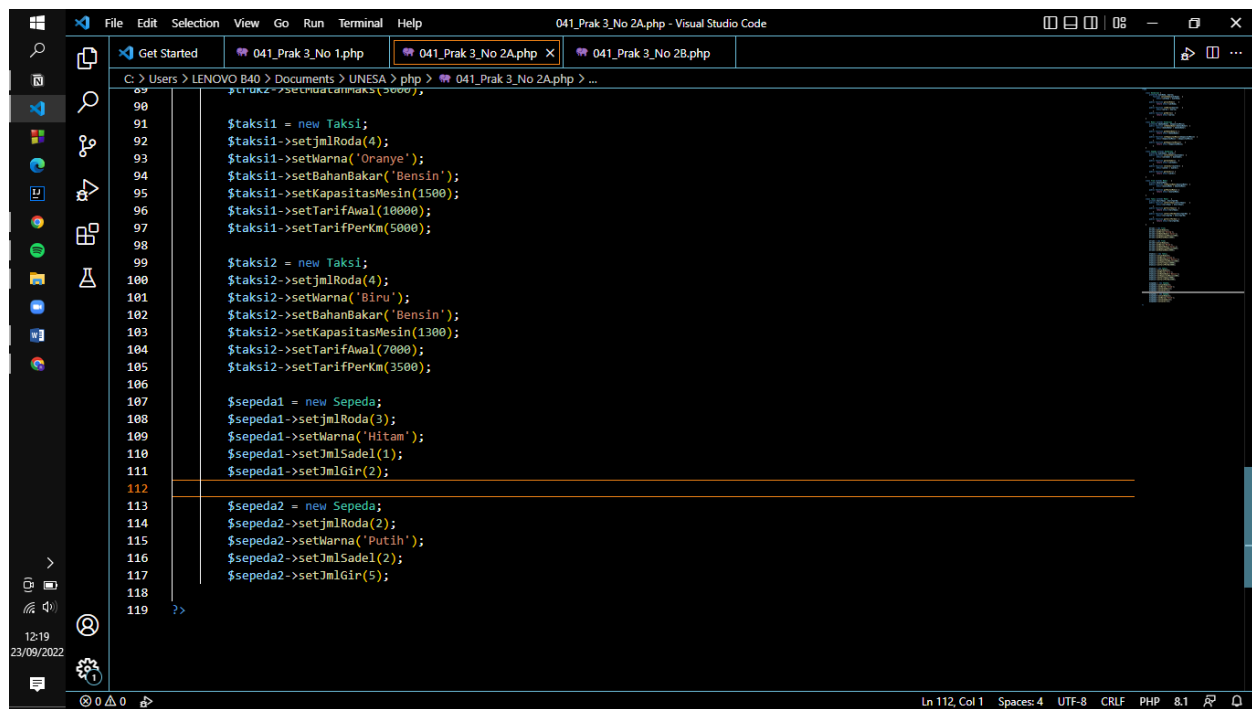 File Edit Selection View Go Run Terminal Help 041_Prak 3_No 2A.php - Visual Studio Code
Get Started 041_Prak 3_No 1.php 041_Prak 3_No 2A.php 041_Prak 3_No 2B.php
C: > Users > LENOVO B40 > Documents > UNESA > php > 041_Prak 3_No 2A.php > ...
89 $truk2->setMuatanMaks(5000);
90
91 $taksi1 = new Taksi;
92 $taksi1->setjmlRoda(4);
93 $taksi1->setWarna('Oranye');
94 $taksi1->setBahanBakar('Bensin');
95 $taksi1->setKapasitasMesin(1500);
96 $taksi1->setTarifAwal(10000);
97 $taksi1->setTarifPerKm(5000);
98
99 $taksi2 = new Taksi;
100 $taksi2->setjmlRoda(4);
101 $taksi2->setWarna('Biru');
102 $taksi2->setBahanBakar('Bensin');
103 $taksi2->setKapasitasMesin(1300);
104 $taksi2->setTarifAwal(7000);
105 $taksi2->setTarifPerKm(3500);
106
107 $sepeda1 = new Sepeda;
108 $sepeda1->setjmlRoda(3);
109 $sepeda1->setWarna('Hitam');
110 $sepeda1->setJmlSadel(1);
111 $sepeda1->setJmlGir(2);
112
113 $sepeda2 = new Sepeda;
114 $sepeda2->setjmlRoda(2);
115 $sepeda2->setWarna('Putih');
116 $sepeda2->setJmlSadel(2);
117 $sepeda2->setJmlGir(5);
118
119 ?>
12:19
23/09/2022
1
0 0 Ln 112, Col 1 Spaces: 4 UTF-8 CRLF PHP 8.1